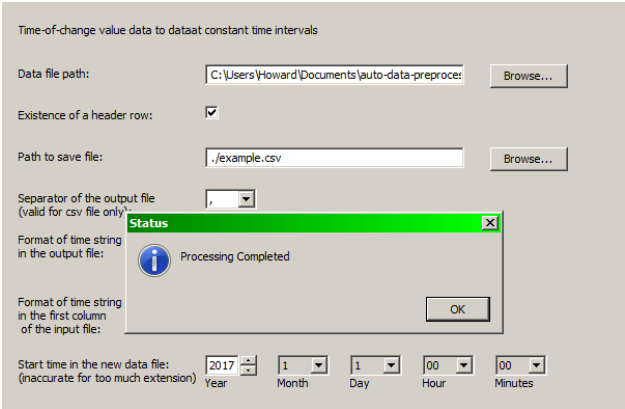 Time-of-change value data to dataat constant time intervals
Data file path:
C:\Users\Howard\Documents\auto-data-preproces
Browse...
Existence of a header row:
Path to save file:
./example.csv
Browse...
Separator of the output file
(valid for csv file only):
,
Status
Format of time string
in the output file:
Processing Completed
OK
Format of time string
in the first column
of the input file:
Start time in the new data file:
(inaccurate for too much extension)
2017
1
1
00
00
Year
Month
Day
Hour
Minutes